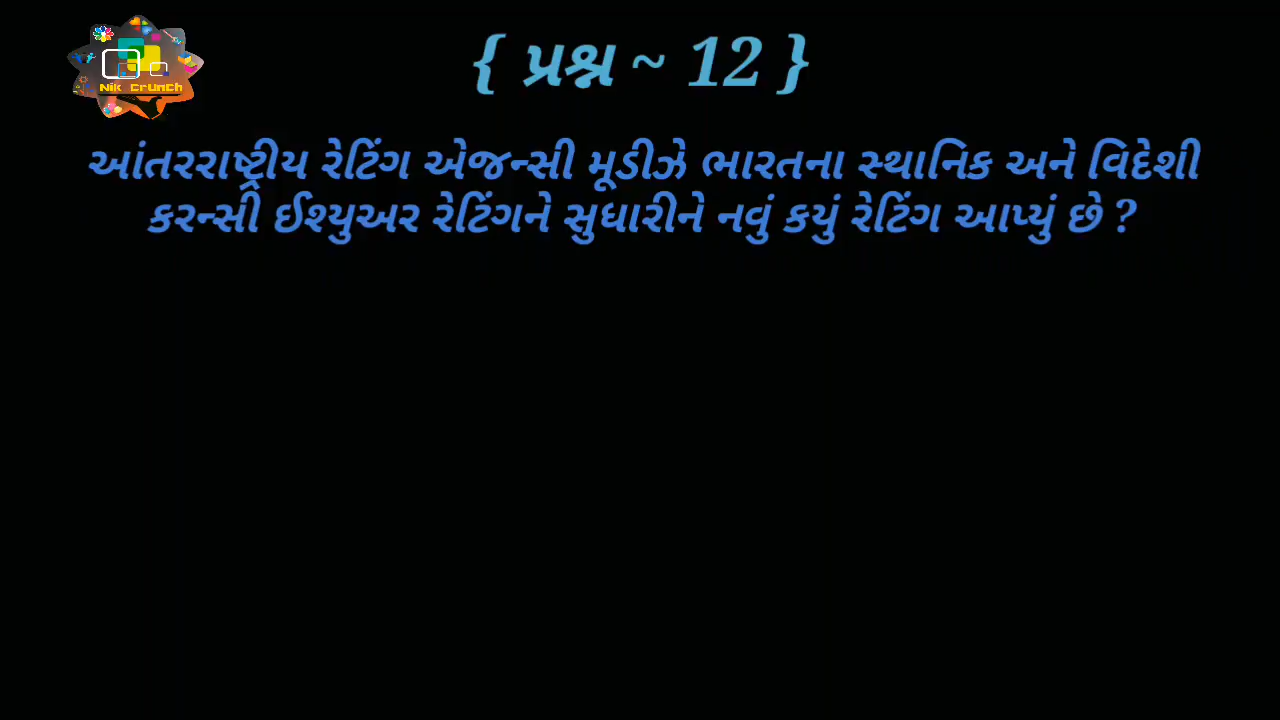 Nik Crunch
{ પ્રશ્ન ~ 12 }
આંતરરાષ્ટ્રીય રેટિંગ એજન્સી મૂડીઝે ભારતના સ્થાનિક અને વિદેશી
કરન્સી ઈશ્યુઅર રેટિંગને સુધારીને નવું કયું રેટિંગ આપ્યું છે ?